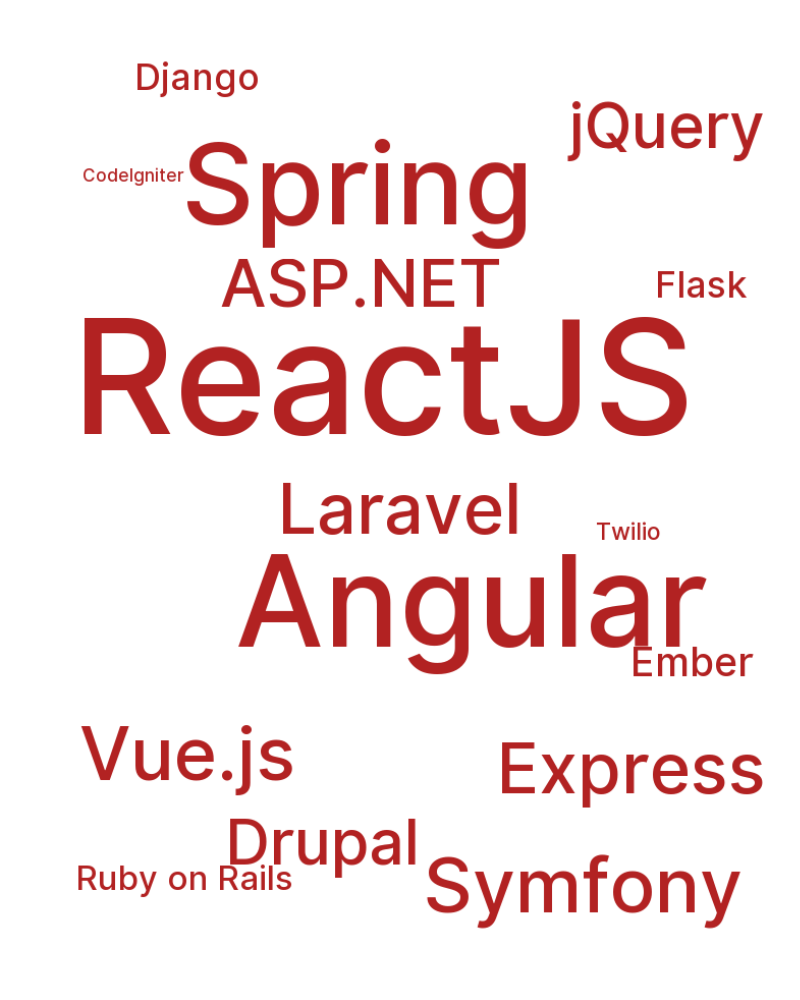 Django
jQuery
CodeIgniter
Spring
ASP.NET
Flask
ReactJS
Laravel
Twilio
Angular
Ember
Vue.js
Express
Drupal
Ruby on Rails
Symfony